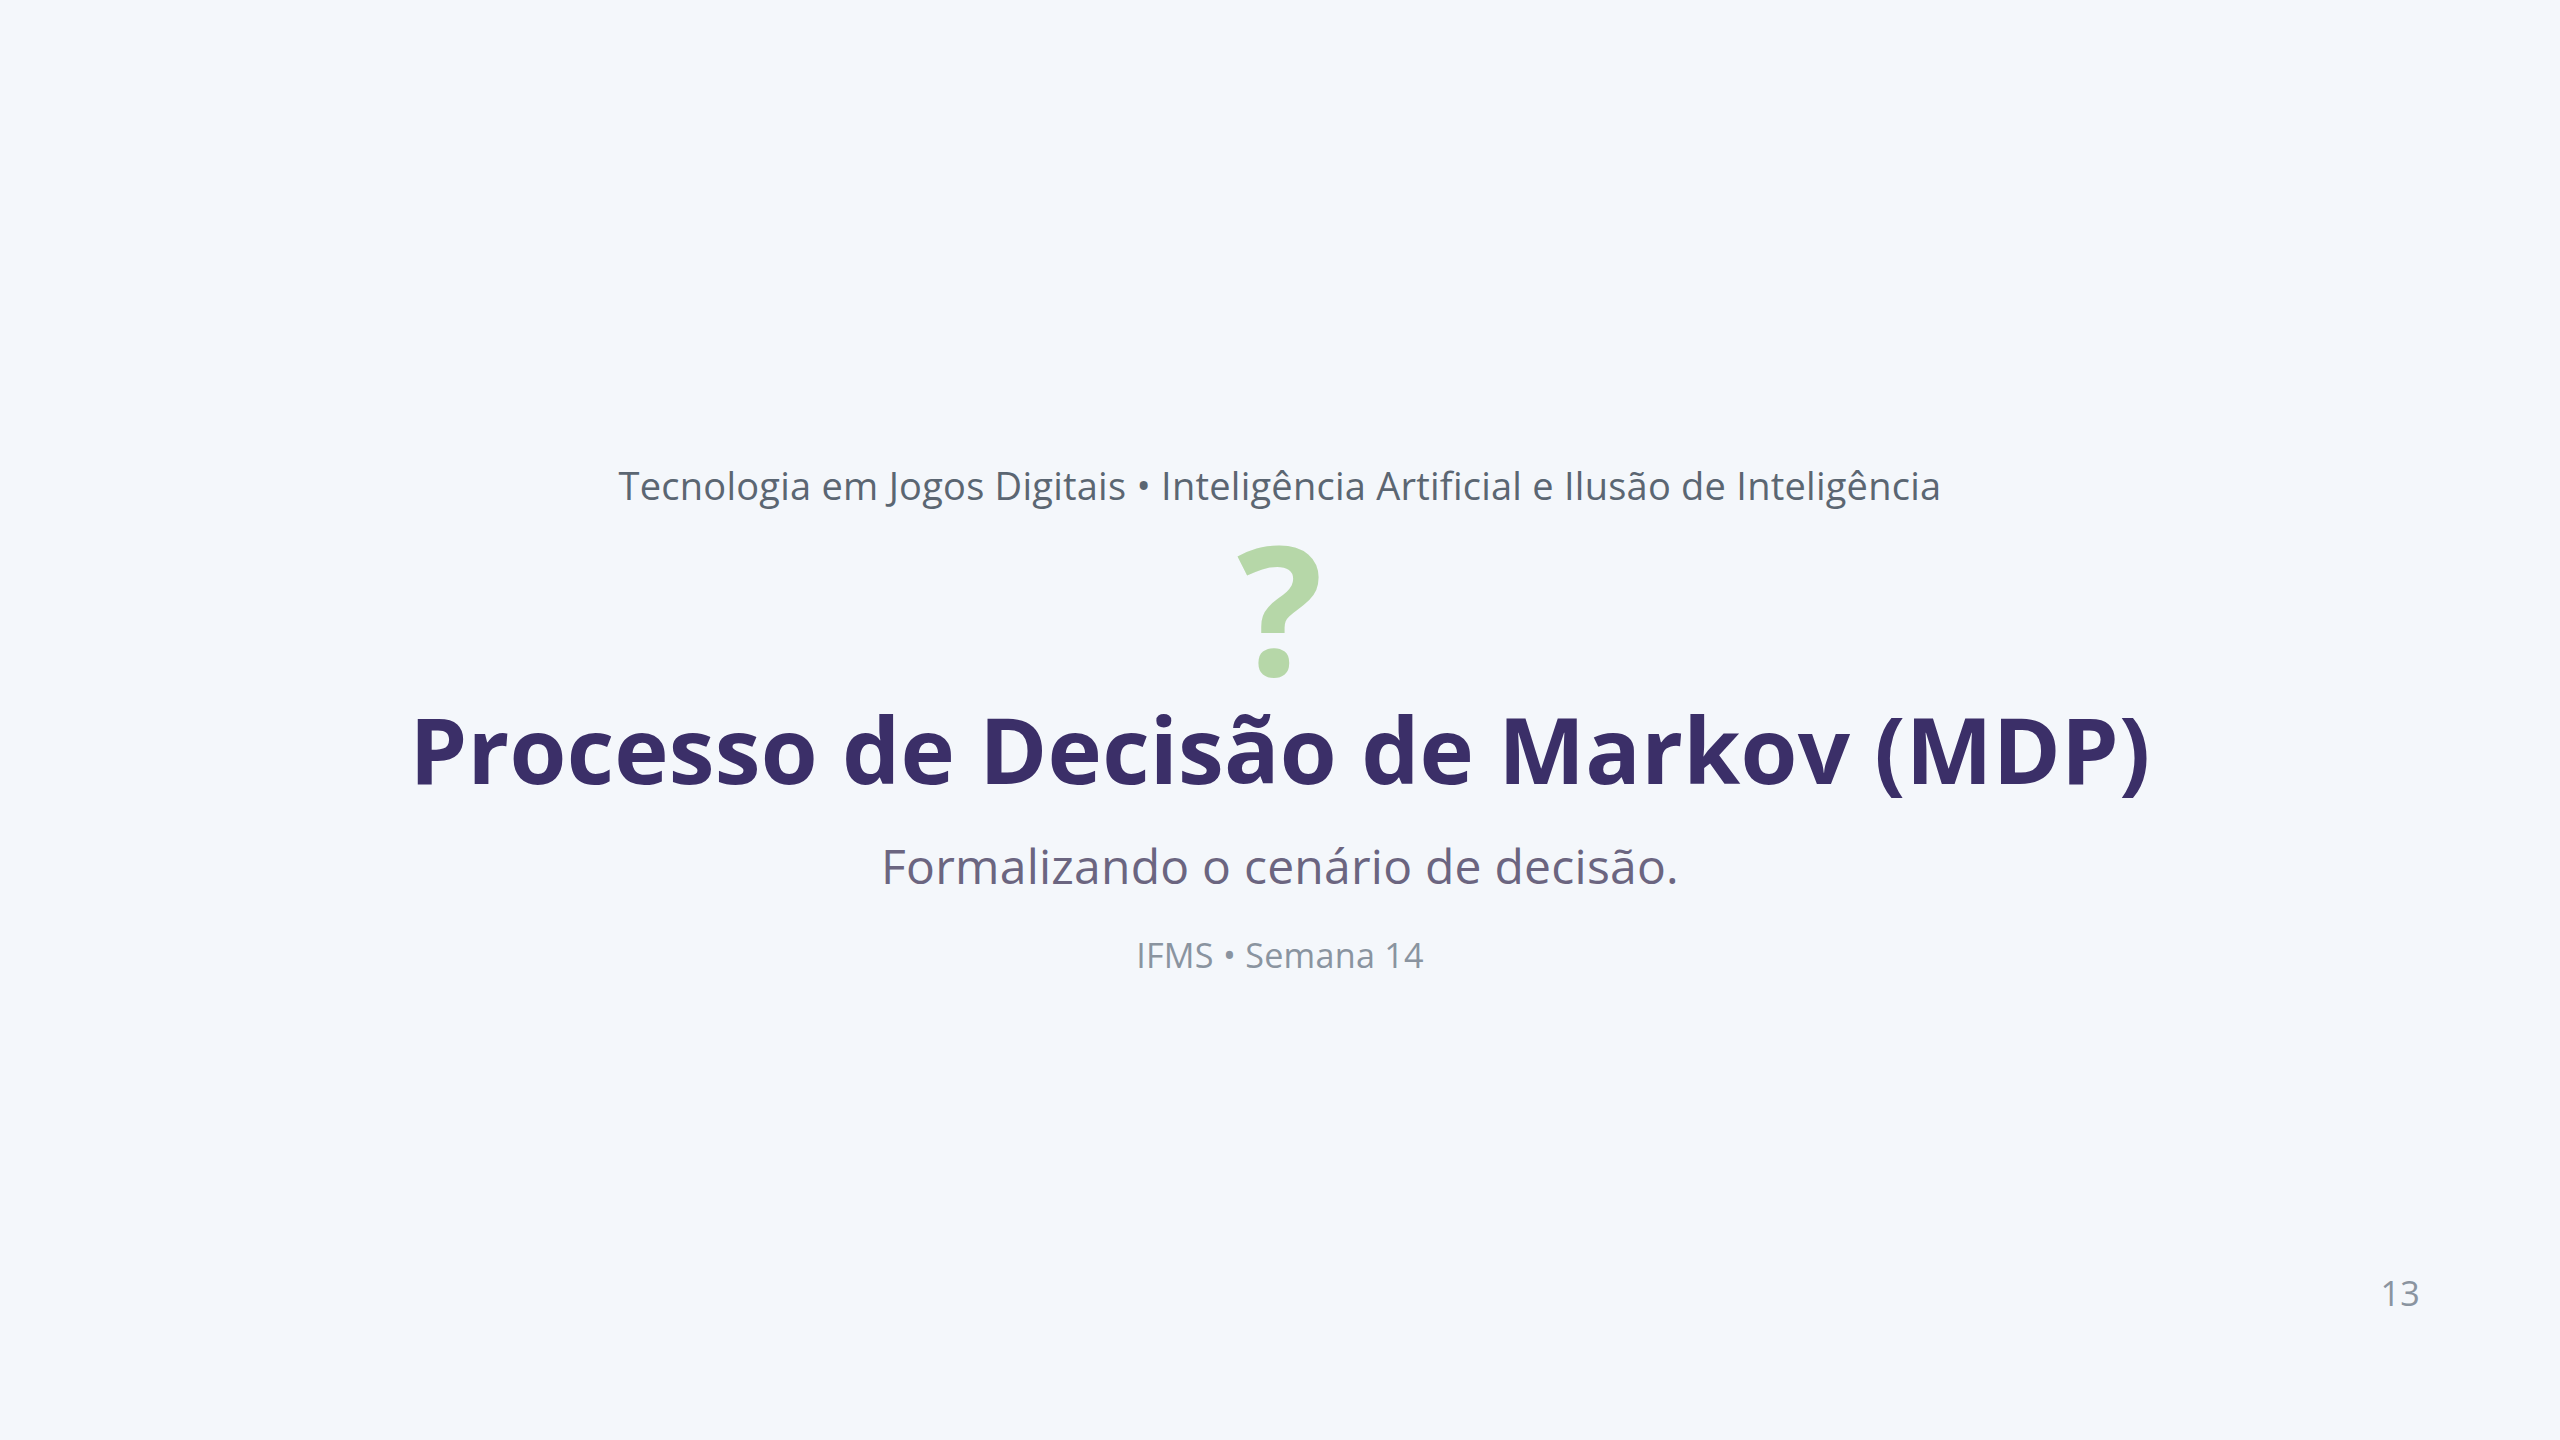 Tecnologia em Jogos Digitais • Inteligência Artificial e Ilusão de Inteligência
?
Processo de Decisão de Markov (MDP)
Formalizando o cenário de decisão.
IFMS • Semana 14
13